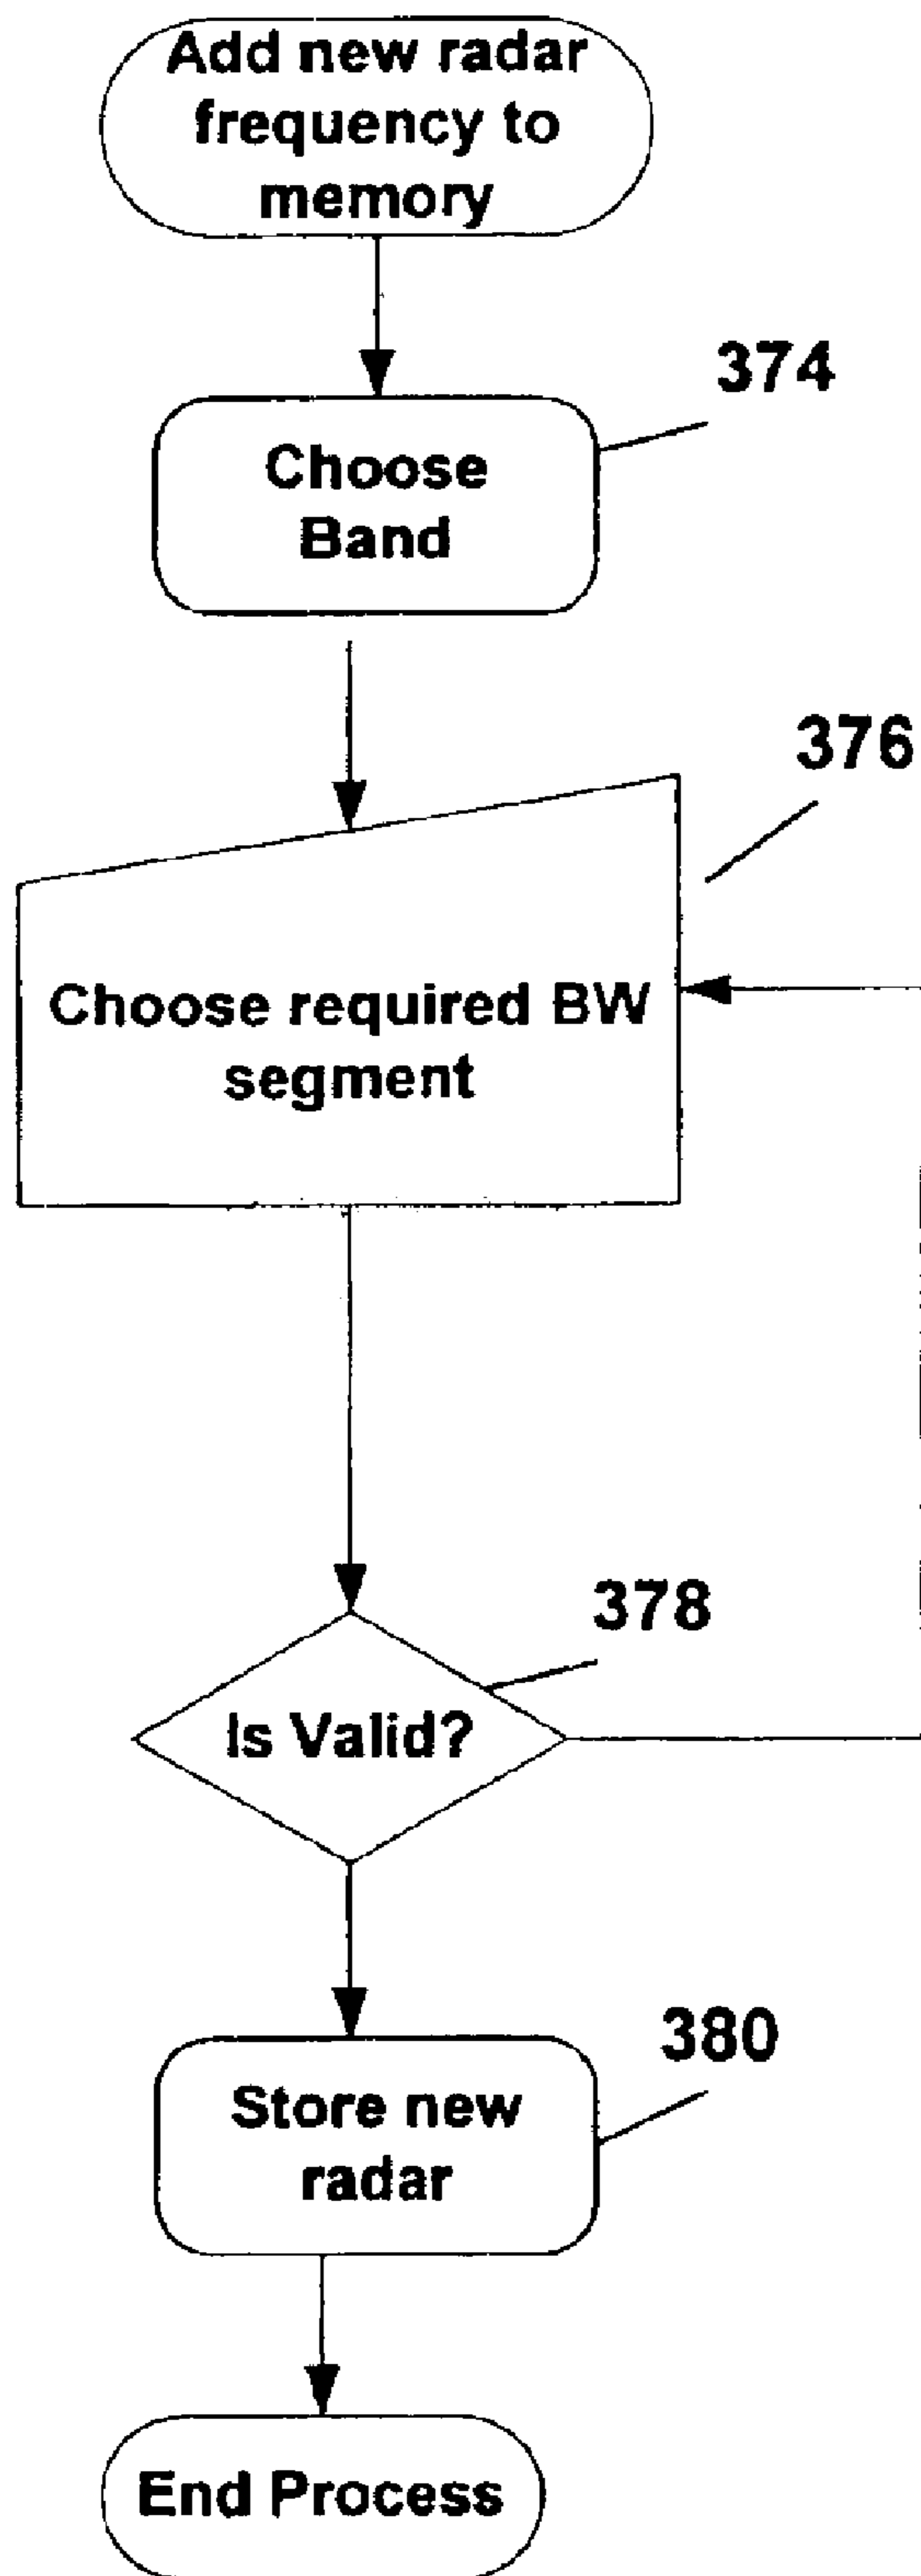 Add new radar
frequency to
memory
374
Choose
Band
376
Choose required BW
segment
378
Is Valid?
380
Store new
radar
End Process